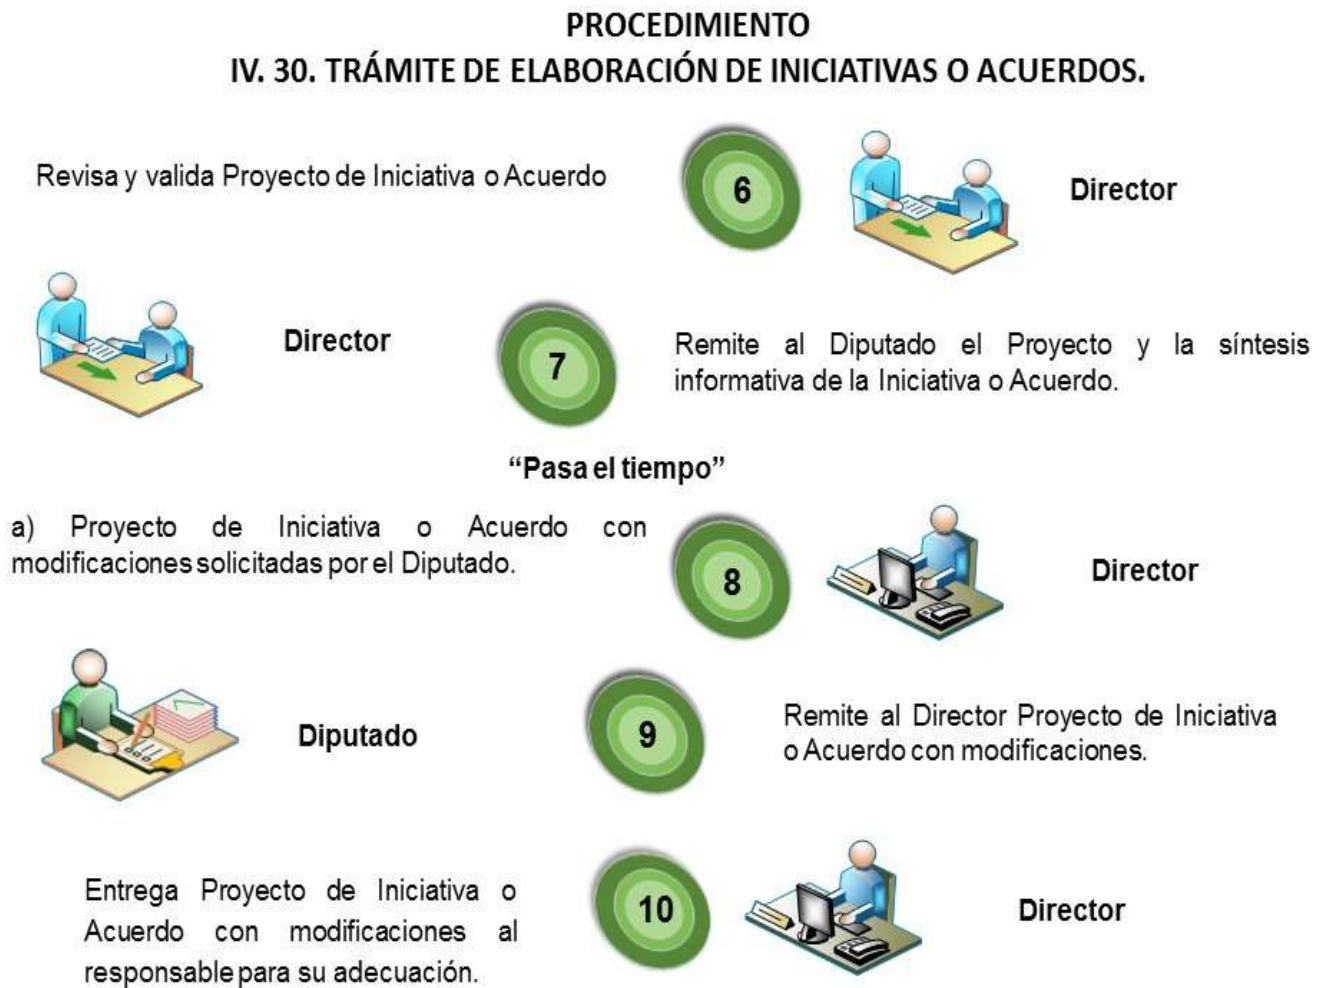 PROCEDIMIENTO
IV. 30. TRÁMITE DE ELABORACIÓN DE INICIATIVAS O ACUERDOS.
Revisa y valida Proyecto de Iniciativa o Acuerdo
6
Director
Director
7
Remite al Diputado el Proyecto y la síntesis
informativa de la Iniciativa o Acuerdo.
“Pasa el tiempo”
a) Proyecto de Iniciativa o Acuerdo con
modificaciones solicitadas por el Diputado.
8
Director
Diputado
9
Remite al Director Proyecto de Iniciativa
o Acuerdo con modificaciones.
Entrega Proyecto de Iniciativa o
Acuerdo con modificaciones al
responsable para su adecuación.
10
Director